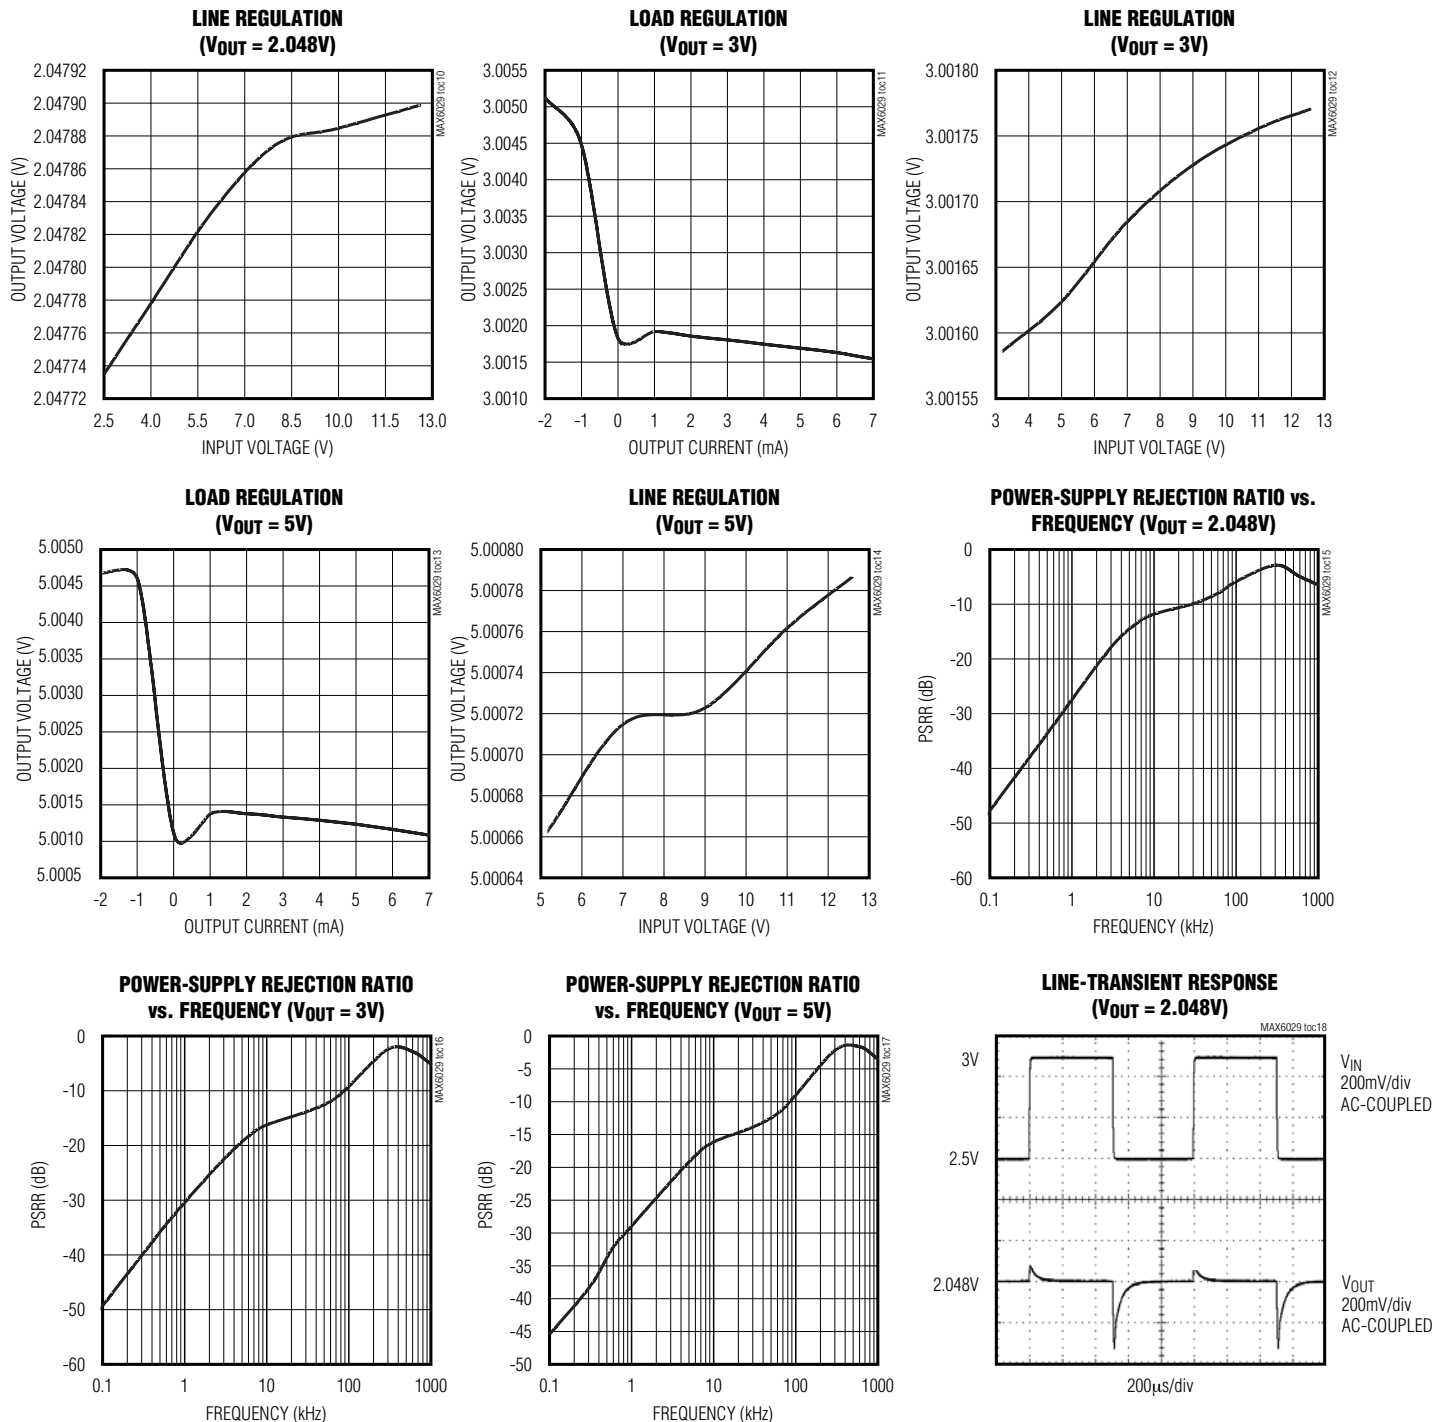 LINE REGULATION
(VOUT = 2.048V)
2.04792
2.04790
2.04788
2.04786
2.04784
2.04782
2.04780
2.04778
2.04776
2.04774
2.04772
OUTPUT VOLTAGE (V)
2.5 4.0 5.5 7.0 8.5 10.0 11.5 13.0
INPUT VOLTAGE (V)
MAX6029 toc10
LOAD REGULATION
(VOUT = 3V)
3.0055
3.0050
3.0045
3.0040
3.0035
3.0030
3.0025
3.0020
3.0015
3.0010
OUTPUT VOLTAGE (V)
-2 -1 0 1 2 3 4 5 6 7
OUTPUT CURRENT (mA)
MAX6029 toc11
LINE REGULATION
(VOUT = 3V)
3.00180
3.00175
3.00170
3.00165
3.00160
3.00155
OUTPUT VOLTAGE (V)
3 4 5 6 7 8 9 10 11 12 13
INPUT VOLTAGE (V)
MAX6029 toc12
LOAD REGULATION
(VOUT = 5V)
5.0050
5.0045
5.0040
5.0035
5.0030
5.0025
5.0020
5.0015
5.0010
5.0005
OUTPUT VOLTAGE (V)
-2 -1 0 1 2 3 4 5 6 7
OUTPUT CURRENT (mA)
MAX6029 toc13
LINE REGULATION
(VOUT = 5V)
5.00080
5.00078
5.00076
5.00074
5.00072
5.00070
5.00068
5.00066
5.00064
OUTPUT VOLTAGE (V)
5 6 7 8 9 10 11 12 13
INPUT VOLTAGE (V)
MAX6029 toc14
POWER-SUPPLY REJECTION RATIO vs.
FREQUENCY (VOUT = 2.048V)
0
-10
-20
-30
-40
-50
-60
PSRR (dB)
0.1 1 10 100 1000
FREQUENCY (kHz)
MAX6029 toc15
POWER-SUPPLY REJECTION RATIO
vs. FREQUENCY (VOUT = 3V)
0
-10
-20
-30
-40
-50
-60
PSRR (dB)
0.1 1 10 100 1000
FREQUENCY (kHz)
MAX6029 toc16
POWER-SUPPLY REJECTION RATIO
vs. FREQUENCY (VOUT = 5V)
0
-5
-10
-15
-20
-25
-30
-35
-40
-45
-50
PSRR (dB)
0.1 1 10 100 1000
FREQUENCY (kHz)
MAX6029 toc17
LINE-TRANSIENT RESPONSE
(VOUT = 2.048V)
MAX6029 toc18
3V
2.5V
2.048V
VIN
200mV/div
AC-COUPLED
VOUT
200mV/div
AC-COUPLED
200μs/div